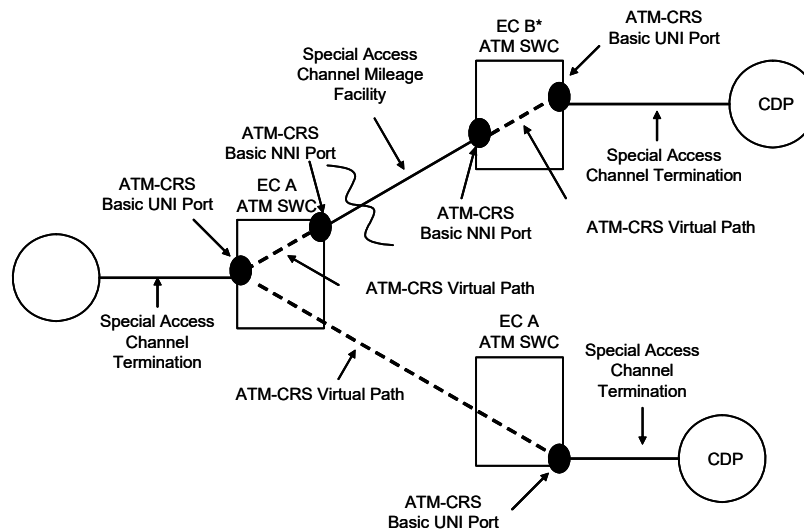 EC B*
ATM SWC
ATM-CRS
Basic UNI Port
Special Access
Channel Mileage
Facility
CDP
ATM-CRS
Basic NNI Port
Special Access
Channel Termination
ATM-CRS
Basic UNI Port
EC A
ATM SWC
ATM-CRS
Basic NNI Port
ATM-CRS Virtual Path
ATM-CRS Virtual Path
Special Access
Channel
Termination
EC A
ATM SWC
Special Access
Channel
Termination
ATM-CRS Virtual Path
CDP
ATM-CRS
Basic UNI Port